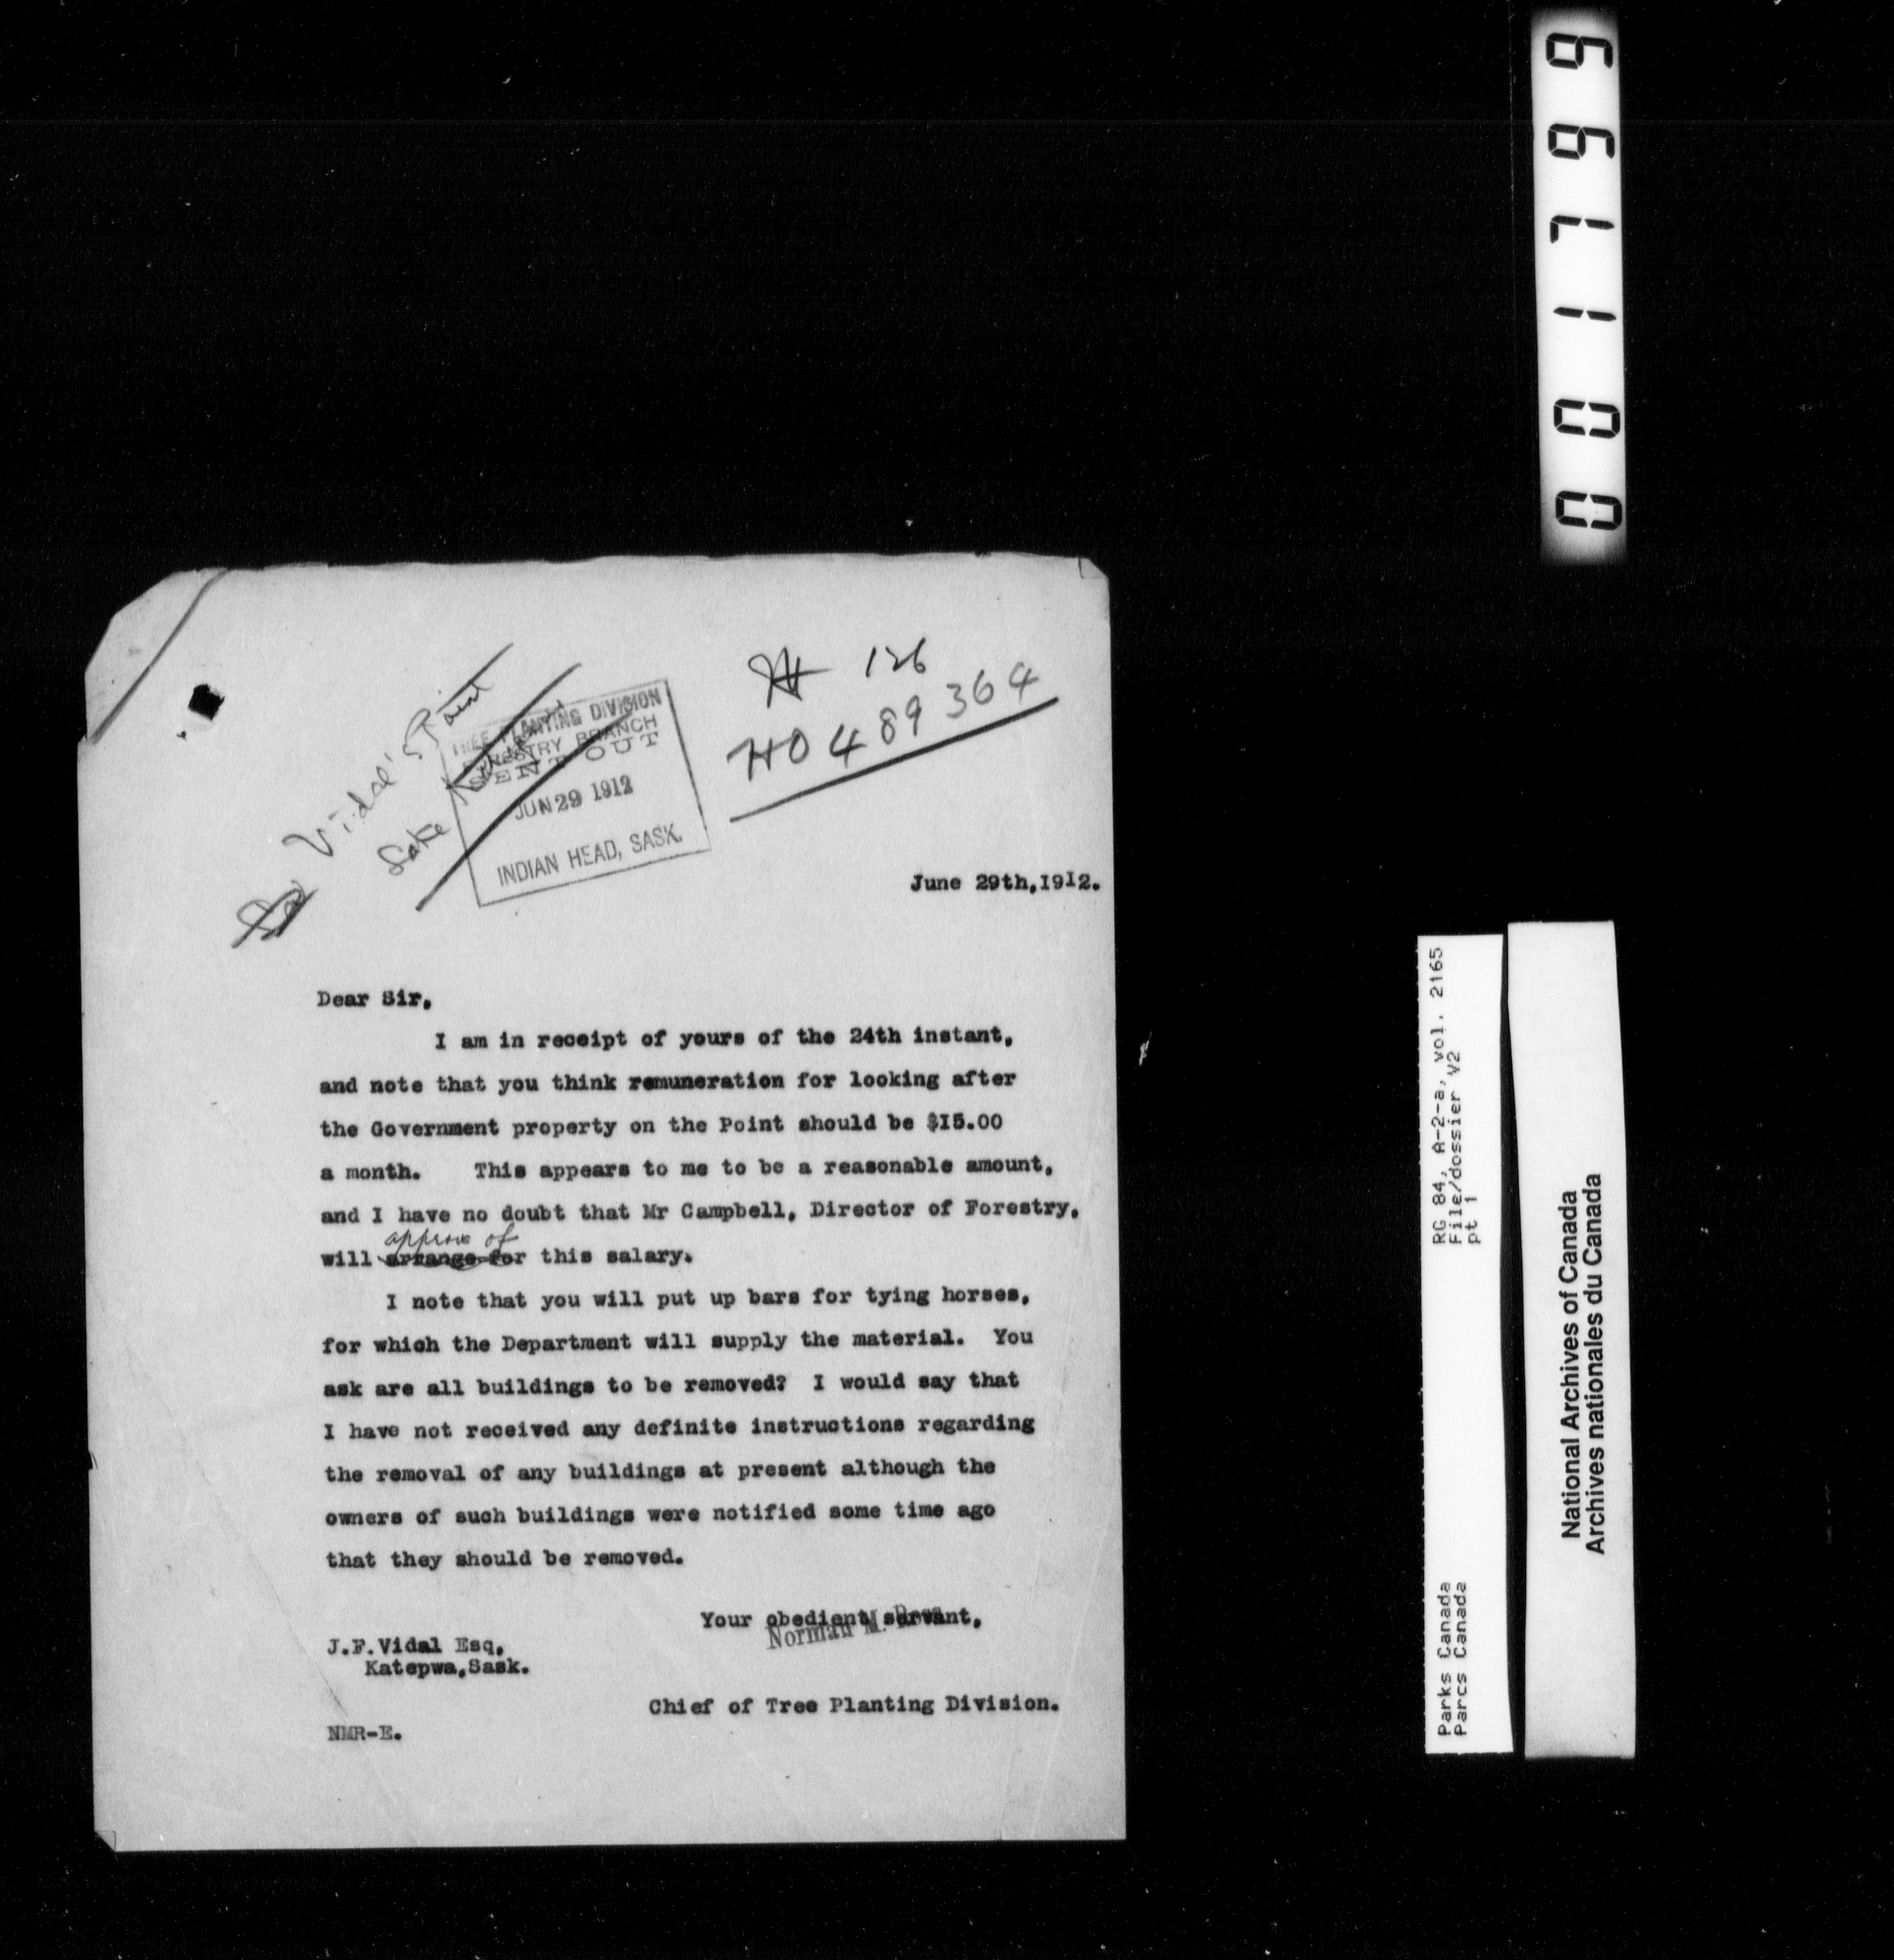 Vidal's Point
TREE PLANTING DIVISION
FORESTRY BRANCH
SENT OUT
JUN 29 1912
INDIAN HEAD, SASK.
126
HO 489364
June 29th,1912.
Dear Sir,
I am in receipt of yours of the 24th instant,
and note that you think remuneration for looking after
the Government property on the Point should be $15.00
a month. This appears to me to be a reasonable amount,
and I have no doubt that Mr Campbell, Director of Forestry,
approve of
will arrange for this salary.
I note that you will put up bars for tying horses,
for which the Department will supply the material. You
ask are all buildings to be removed? I would say that
I have not received any definite instructions regarding
the removal of any buildings at present although the
owners of such buildings were notified some time ago
that they should be removed.
Your obedient servant,
Norman M.
J.F.Vidal Esq,
Katepwa,Sask.
Chief of Tree Planting Division.
NMR-E.
001766
RG 84, A-2-a, vol. 2165
File/dossier V2
pt 1
Parks Canada
Parcs Canada
National Archives of Canada
Archives nationales du Canada